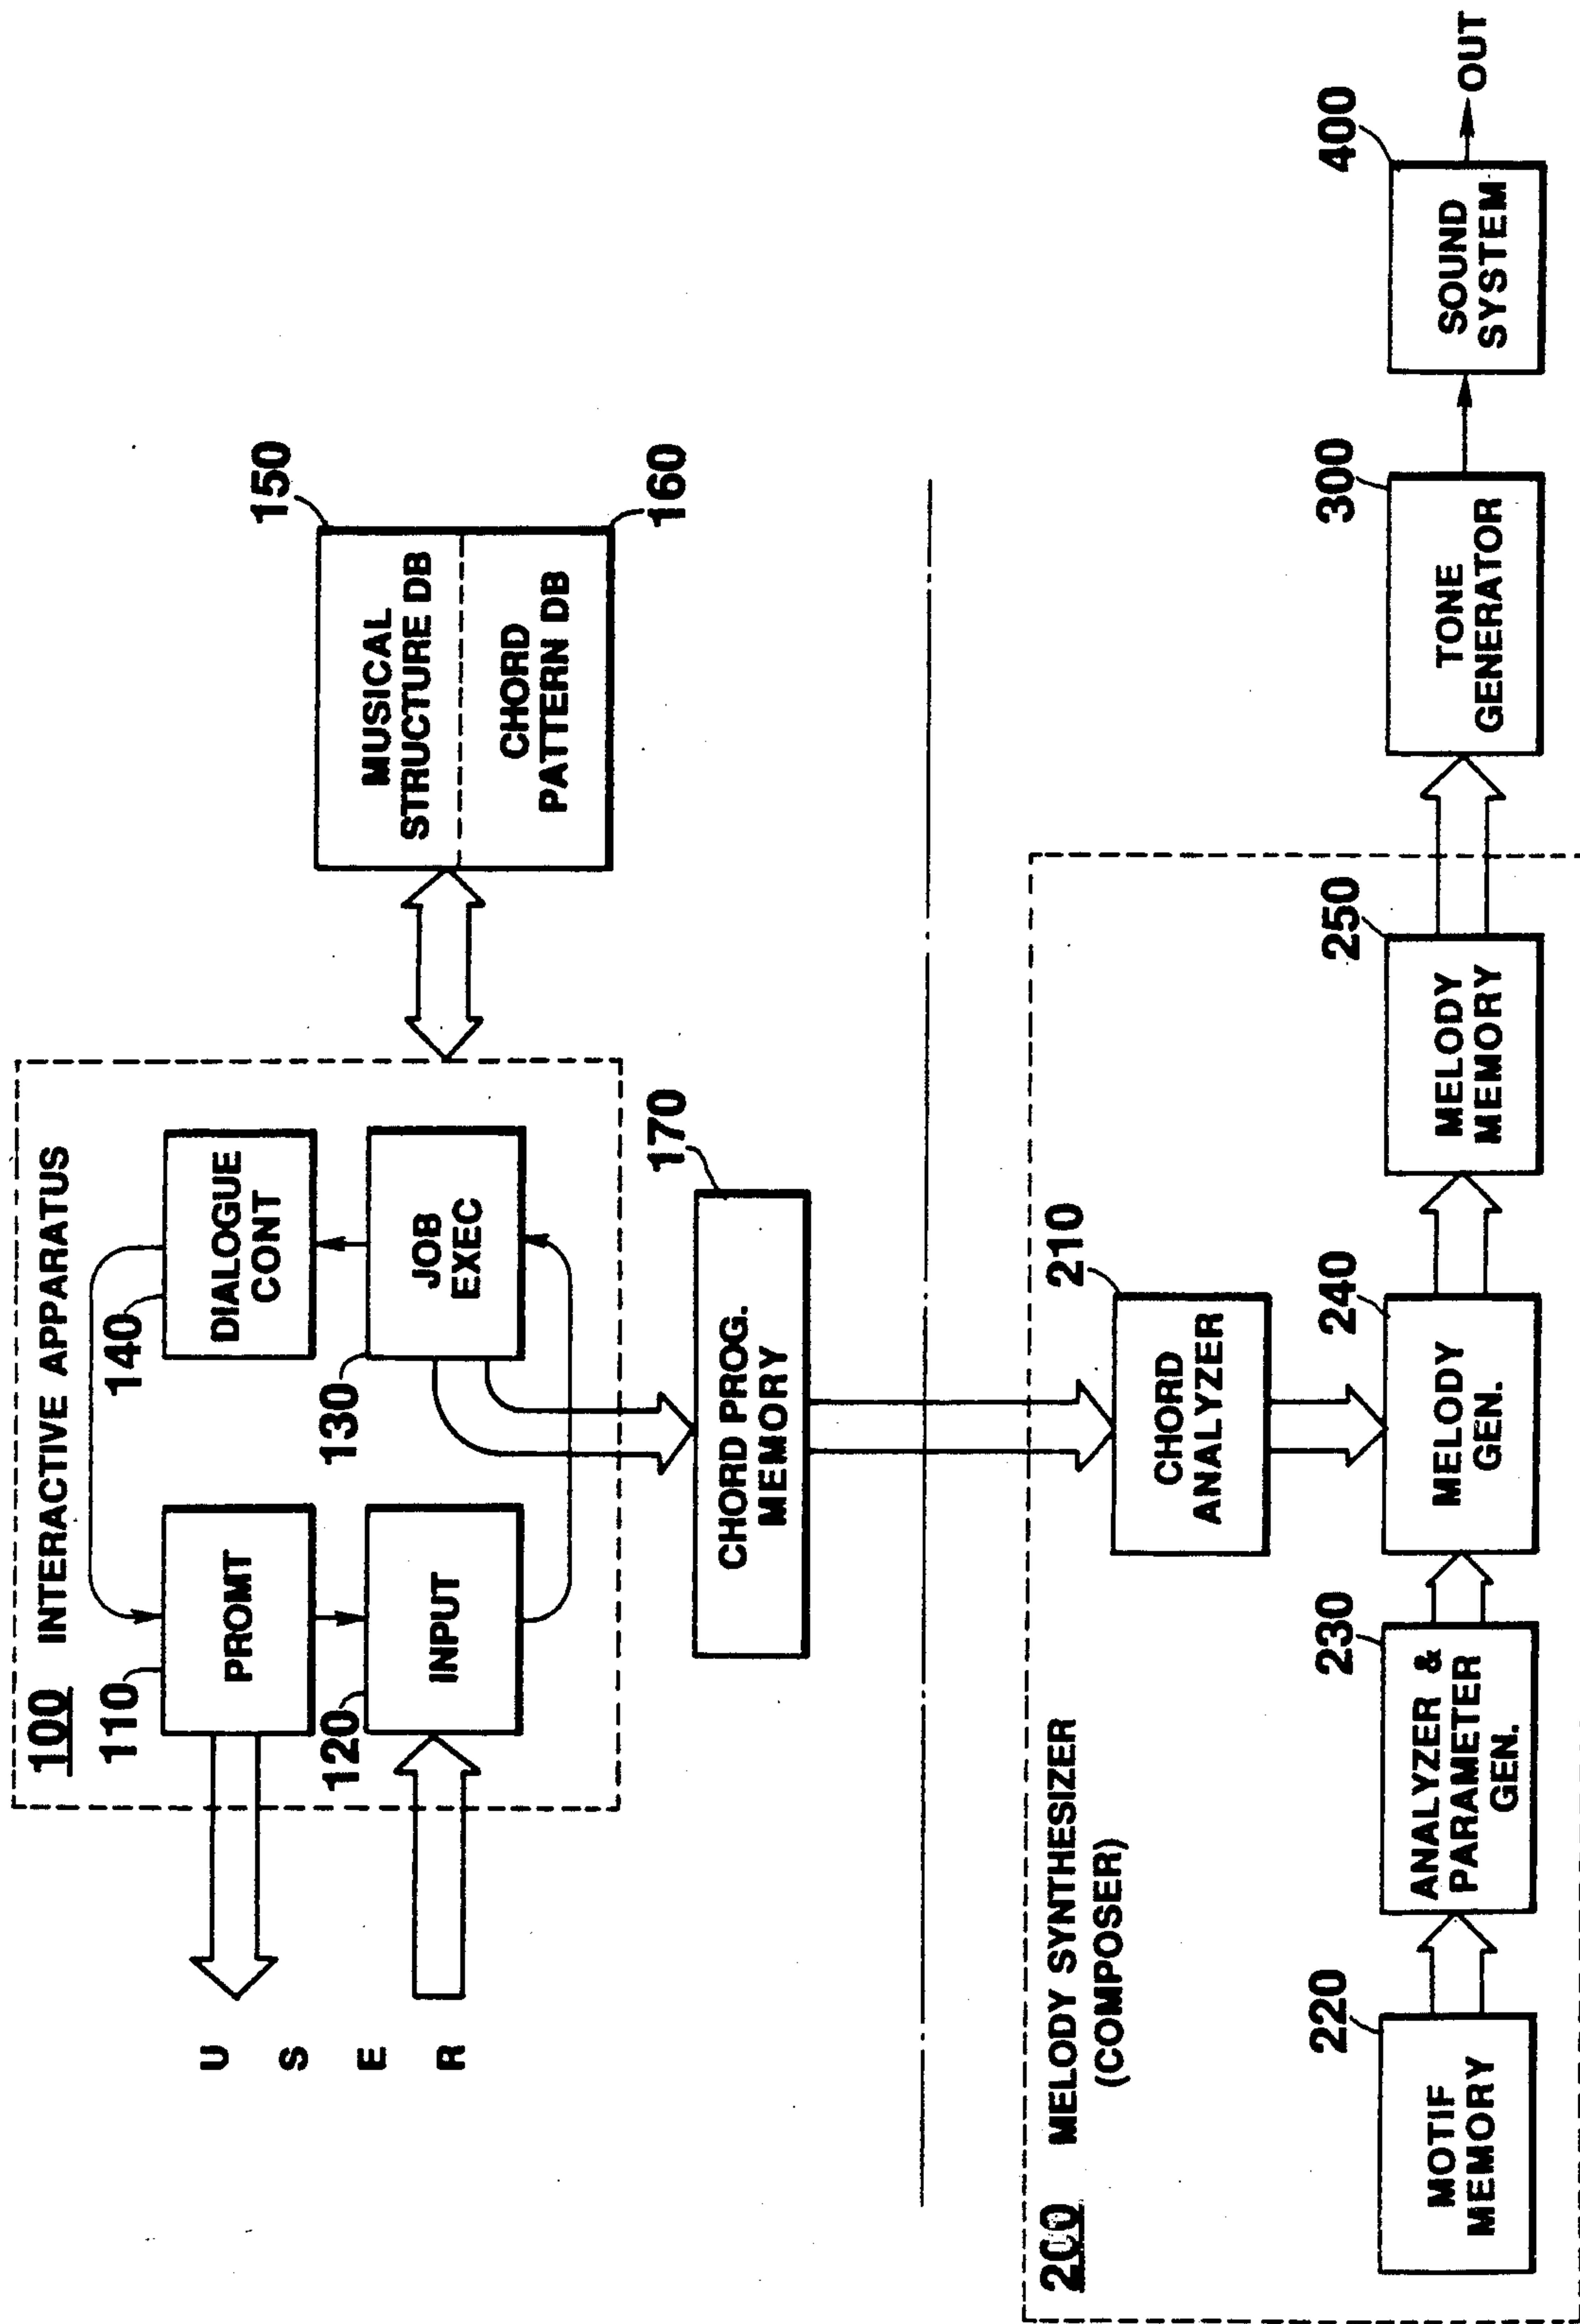 100 INTERACTIVE APPARATUS
110
PROMT
140
DIALOGUE
CONT
120
INPUT
130
JOB
EXEC
U S E R
150
MUSICAL
STRUCTURE DB
CHORD
PATTERN DB
160
170
CHORD PROG.
MEMORY
200 MELODY SYNTHESIZER
(COMPOSER)
210
CHORD
ANALYZER
220
MOTIF
MEMORY
230
ANALYZER &
PARAMETER
GEN.
240
MELODY
GEN.
250
MELODY
MEMORY
300
TONE
GENERATOR
400
SOUND
SYSTEM
OUT